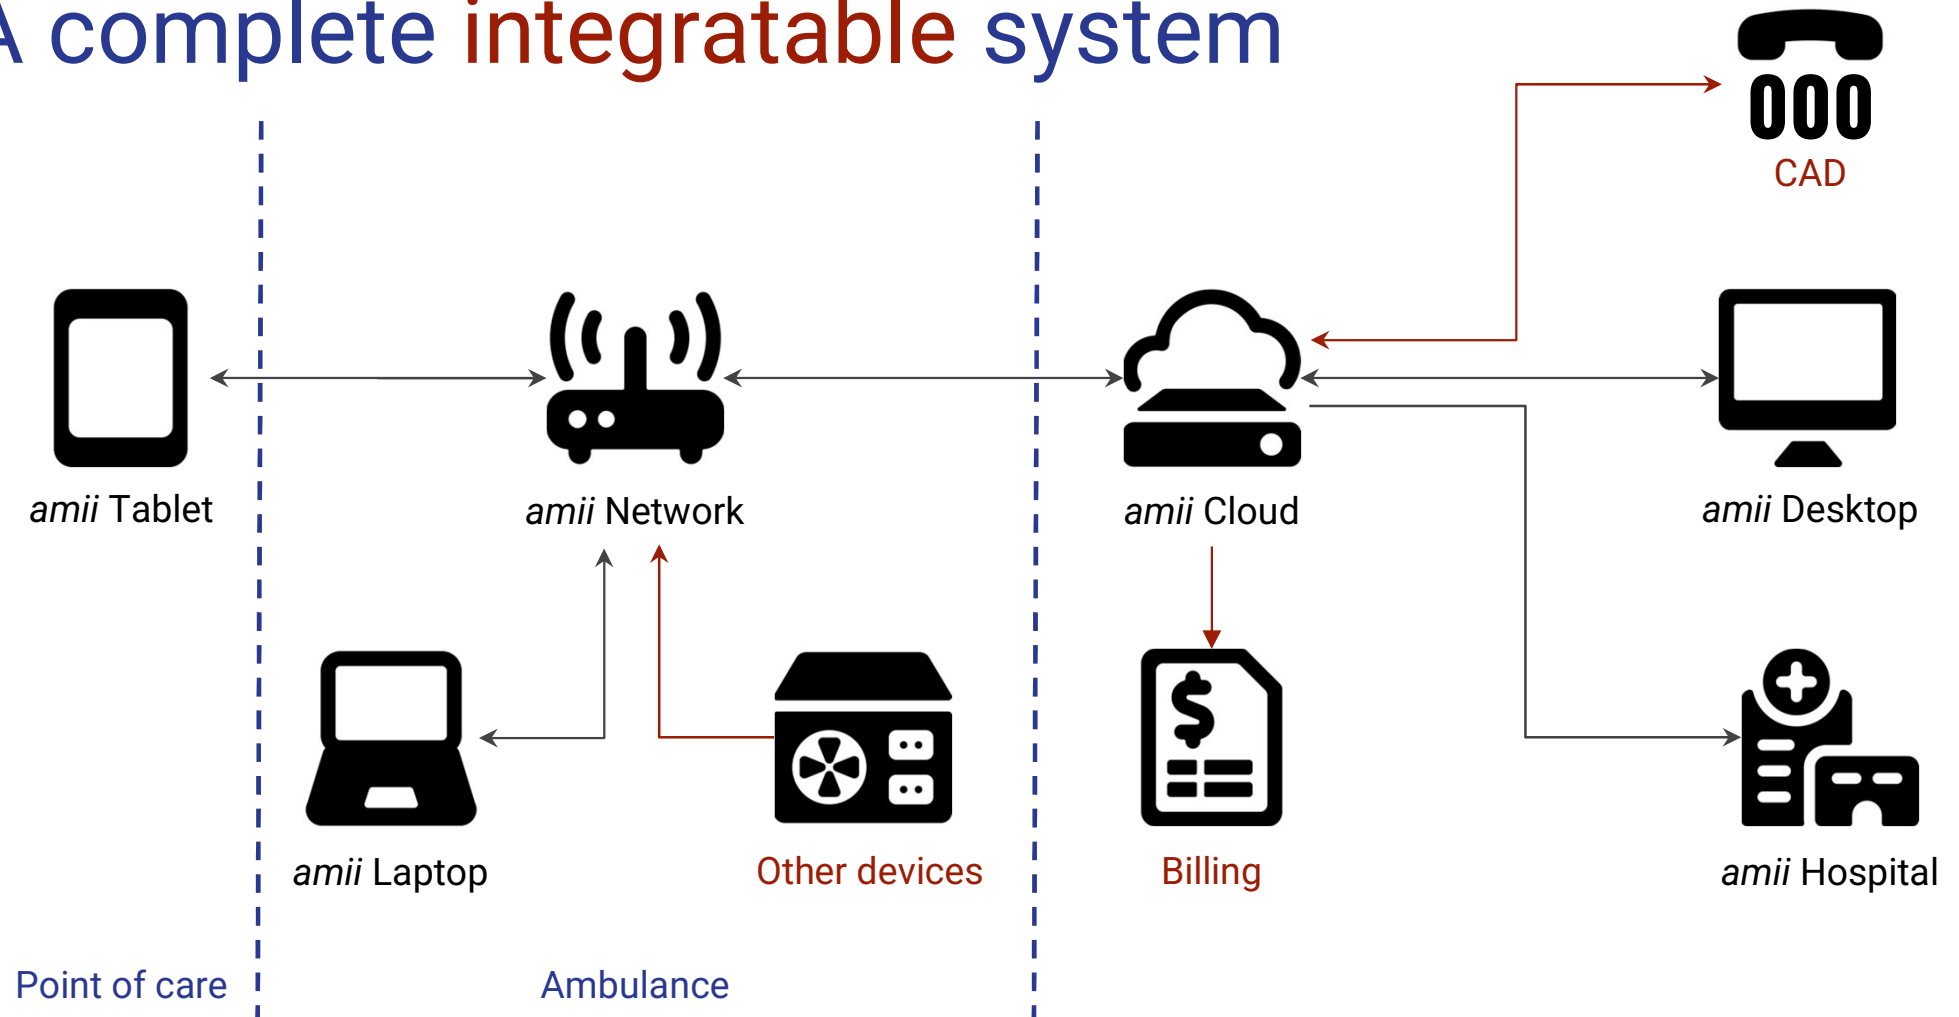 A complete integratable system
000
CAD
amii Tablet
amii Network
amii Cloud
amii Desktop
amii Laptop
Other devices
Billing
amii Hospital
Point of care
Ambulance